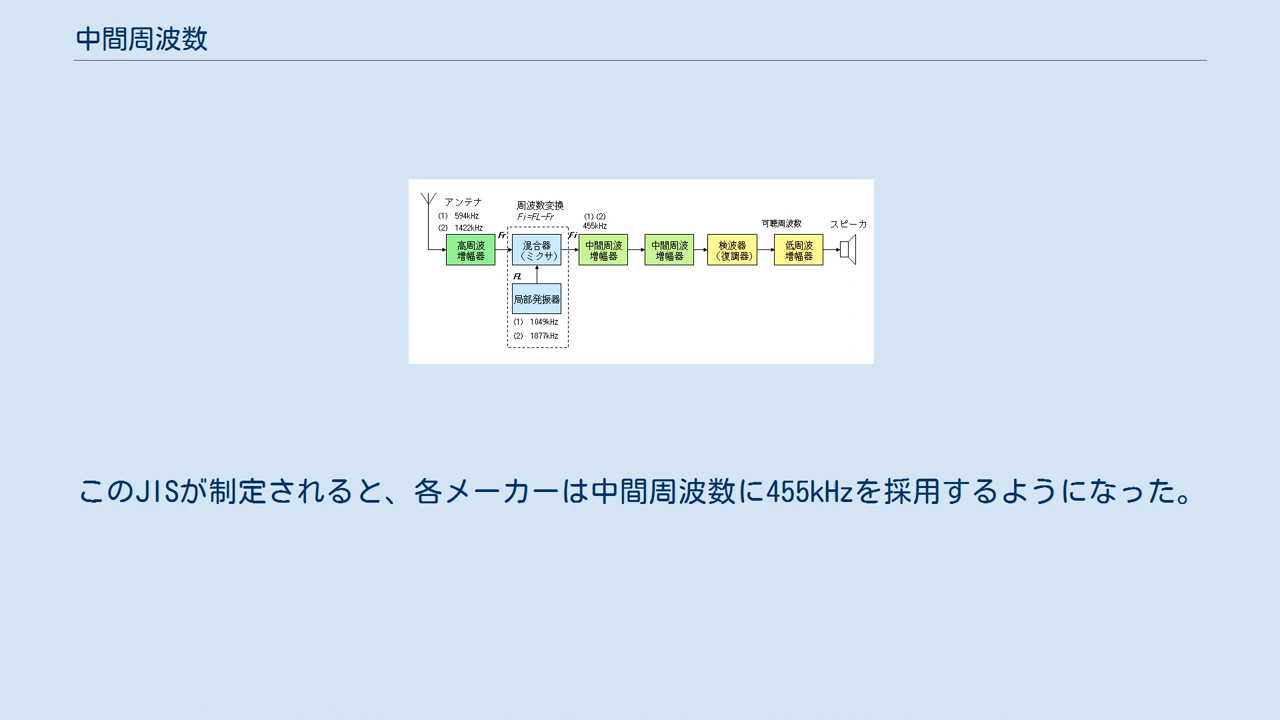 中間周波数
アンテナ
(1) 594kHz
(2) 1422kHz
高周波
増幅器
Fr
周波数変換
Fi=FL-Fr
混合器
(ミクサ)
FL
局部発振器
(1) 1049kHz
(2) 1877kHz
Fi
(1)(2)
455kHz
中間周波
増幅器
中間周波
増幅器
検波器
(復調器)
可聴周波数
低周波
増幅器
スピーカ
このJISが制定されると、各メーカーは中間周波数に455kHzを採用するようになった。